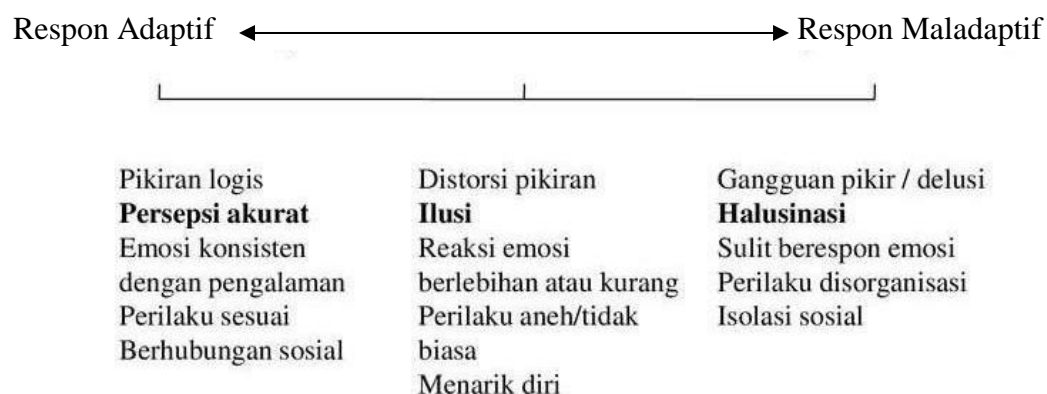 Respon Adaptif Respon Maladaptif
Pikiran logis
Persepsi akurat
Emosi konsisten
dengan pengalaman
Perilaku sesuai
Berhubungan sosial
Distorsi pikiran
Ilusi
Reaksi emosi
berlebihan atau kurang
Perilaku aneh/tidak
biasa
Menarik diri
Gangguan pikir / delusi
Halusinasi
Sulit berespon emosi
Perilaku disorganisasi
Isolasi sosial